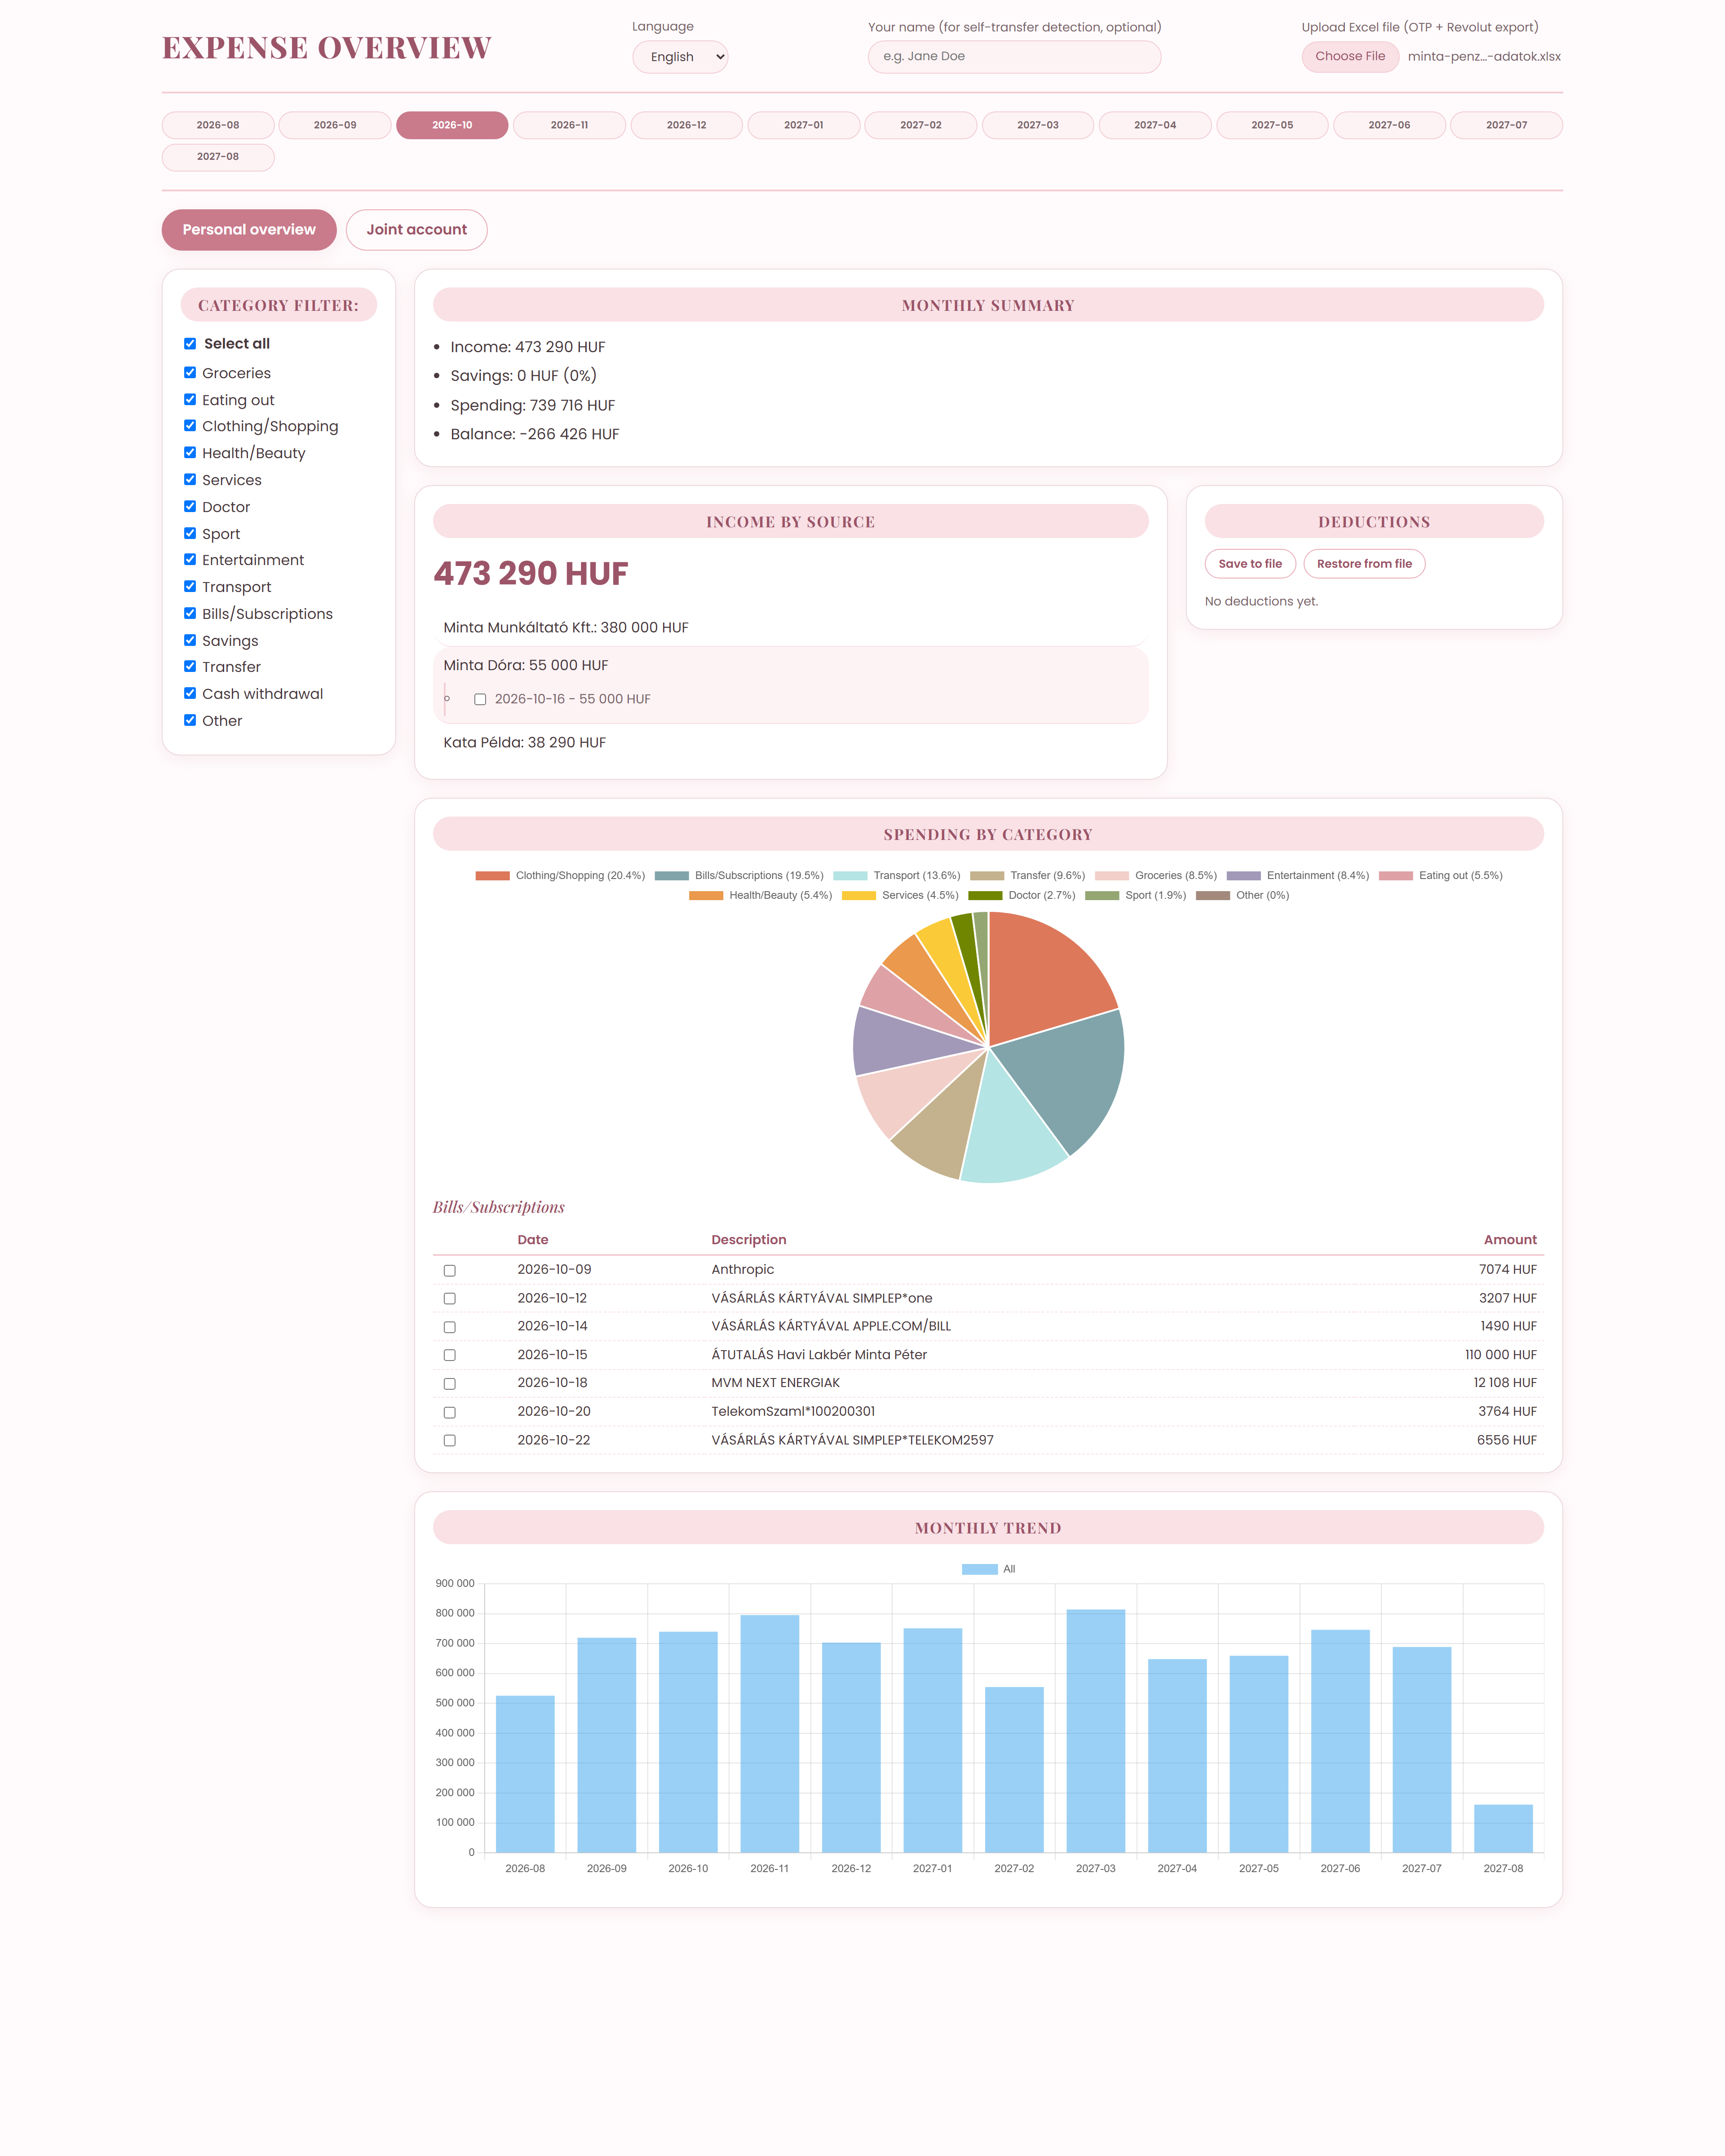 EXPENSE OVERVIEW
Language
English
Your name (for self-transfer detection, optional)
e.g. Jane Doe
Upload Excel file (OTP + Revolut export)
Choose File minta-penz...-adatok.xlsx
2026-08 2026-09 2026-10 2026-11 2026-12 2027-01 2027-02 2027-03 2027-04 2027-05 2027-06 2027-07
2027-08
Personal overview Joint account
CATEGORY FILTER:
Select all
Groceries
Eating out
Clothing/Shopping
Health/Beauty
Services
Doctor
Sport
Entertainment
Transport
Bills/Subscriptions
Savings
Transfer
Cash withdrawal
Other
MONTHLY SUMMARY
Income: 473 290 HUF
Savings: 0 HUF (0%)
Spending: 739 716 HUF
Balance: -266 426 HUF
INCOME BY SOURCE
473 290 HUF
Minta Munkáltató Kft.: 380 000 HUF
Minta Dóra: 55 000 HUF
2026-10-16 - 55 000 HUF
Kata Példa: 38 290 HUF
DEDUCTIONS
Save to file Restore from file
No deductions yet.
SPENDING BY CATEGORY
Clothing/Shopping (20.4%) Bills/Subscriptions (19.5%) Transport (13.6%) Transfer (9.6%) Groceries (8.5%) Entertainment (8.4%) Eating out (5.5%)
Health/Beauty (5.4%) Services (4.5%) Doctor (2.7%) Sport (1.9%) Other (0%)
Bills/Subscriptions
Date Description Amount
2026-10-09 Anthropic 7074 HUF
2026-10-12 VÁSÁRLÁS KÁRTYÁVAL SIMPLEP*one 3207 HUF
2026-10-14 VÁSÁRLÁS KÁRTYÁVAL APPLE.COM/BILL 1490 HUF
2026-10-15 ÁTUTALÁS Havi Lakbér Minta Péter 110 000 HUF
2026-10-18 MVM NEXT ENERGIAK 12 108 HUF
2026-10-20 TelekomSzaml*100200301 3764 HUF
2026-10-22 VÁSÁRLÁS KÁRTYÁVAL SIMPLEP*TELEKOM2597 6556 HUF
MONTHLY TREND
All
900 000
800 000
700 000
600 000
500 000
400 000
300 000
200 000
100 000
0
2026-08 2026-09 2026-10 2026-11 2026-12 2027-01 2027-02 2027-03 2027-04 2027-05 2027-06 2027-07 2027-08